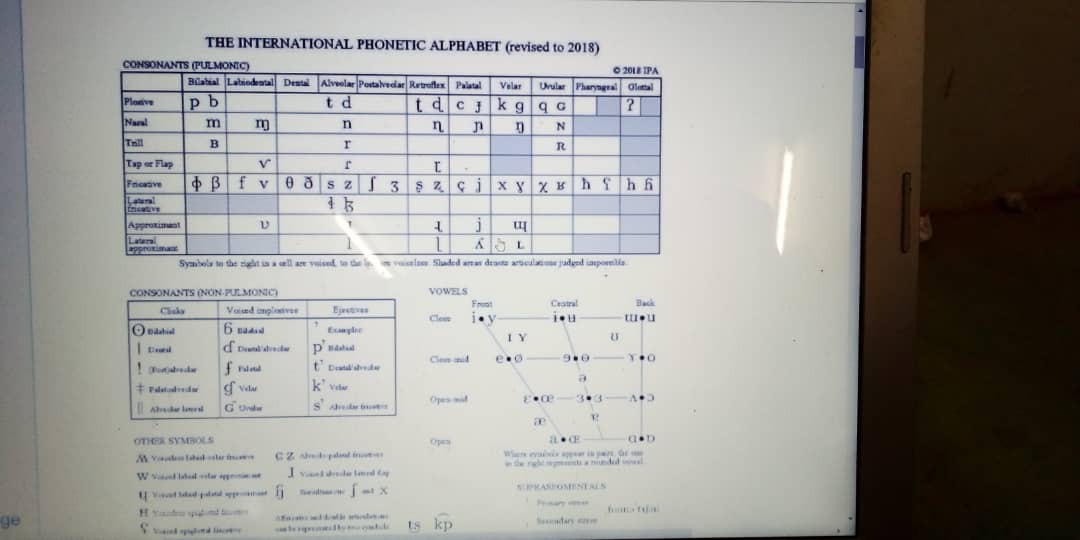 THE INTERNATIONAL PHONETIC ALPHABET (revised to 2018)
CONSONANTS (PULMONIC) © 2018 IPA
Bilabial Labiodental Dental Alveolar Postalveolar Retroflex Palatal Velar Uvular Pharyngeal Glottal
Plosive p b t d ʈ ɖ c ɟ k ɡ q ɢ ʔ
Nasal m ɱ n ɳ ɲ ŋ ɴ
Trill ʙ r ʀ
Tap or Flap ⱱ ɾ ɽ
Fricative ɸ β f v θ ð s z ʃ ʒ ʂ ʐ ç ʝ x ɣ χ ʁ ħ ʕ h ɦ
Lateral fricative ɬ ɮ
Approximant ʋ ɻ j ɰ
Lateral approximant ɭ ʎ ʟ
Symbols to the right in a cell are voiced, to the are voiceless. Shaded areas denote articulations judged impossible.
CONSONANTS (NON-PULMONIC)
Clicks Voiced implosives Ejectives
ʘ Bilabial ɓ Bilabial ʼ Examples:
ǀ Dental ɗ Dental/alveolar pʼ Bilabial
ǃ (Post)alveolar ʄ Palatal tʼ Dental/alveolar
ǂ Palatoalveolar ɠ Velar kʼ Velar
ǁ Alveolar lateral ʛ Uvular sʼ Alveolar fricative
VOWELS
Front Central Back
Close i • y ɨ • ʉ ɯ • u
ɪ ʏ ʊ
Close-mid e • ø ɘ • ɵ ɤ • o
ə
Open-mid ɛ • œ ɜ • ɞ ʌ • ɔ
æ ɐ
Open a • ɶ ɑ • ɒ
Where symbols appear in pairs, the one
to the right represents a rounded vowel.
OTHER SYMBOLS
ʍ Voiceless labial-velar fricative ɕ ʑ Alveolo-palatal fricatives
w Voiced labial-velar approximant ɺ Voiced alveolar lateral flap
ɥ Voiced labial-palatal approximant ɧ Simultaneous ʃ and x
ʜ Voiceless epiglottal fricative
ʢ Voiced epiglottal fricative
Affricates and double articulations
can be represented by two symbols
t͡s k͡p
SUPRASEGMENTALS
Primary stress
Secondary stress
ge